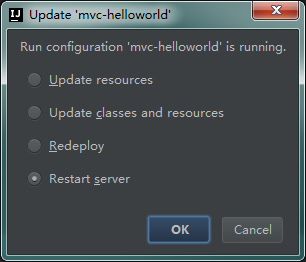 IJ
Update 'mvc-helloworld'
Run configuration 'mvc-helloworld' is running.
Update resources
Update classes and resources
Redeploy
Restart server
OK
Cancel